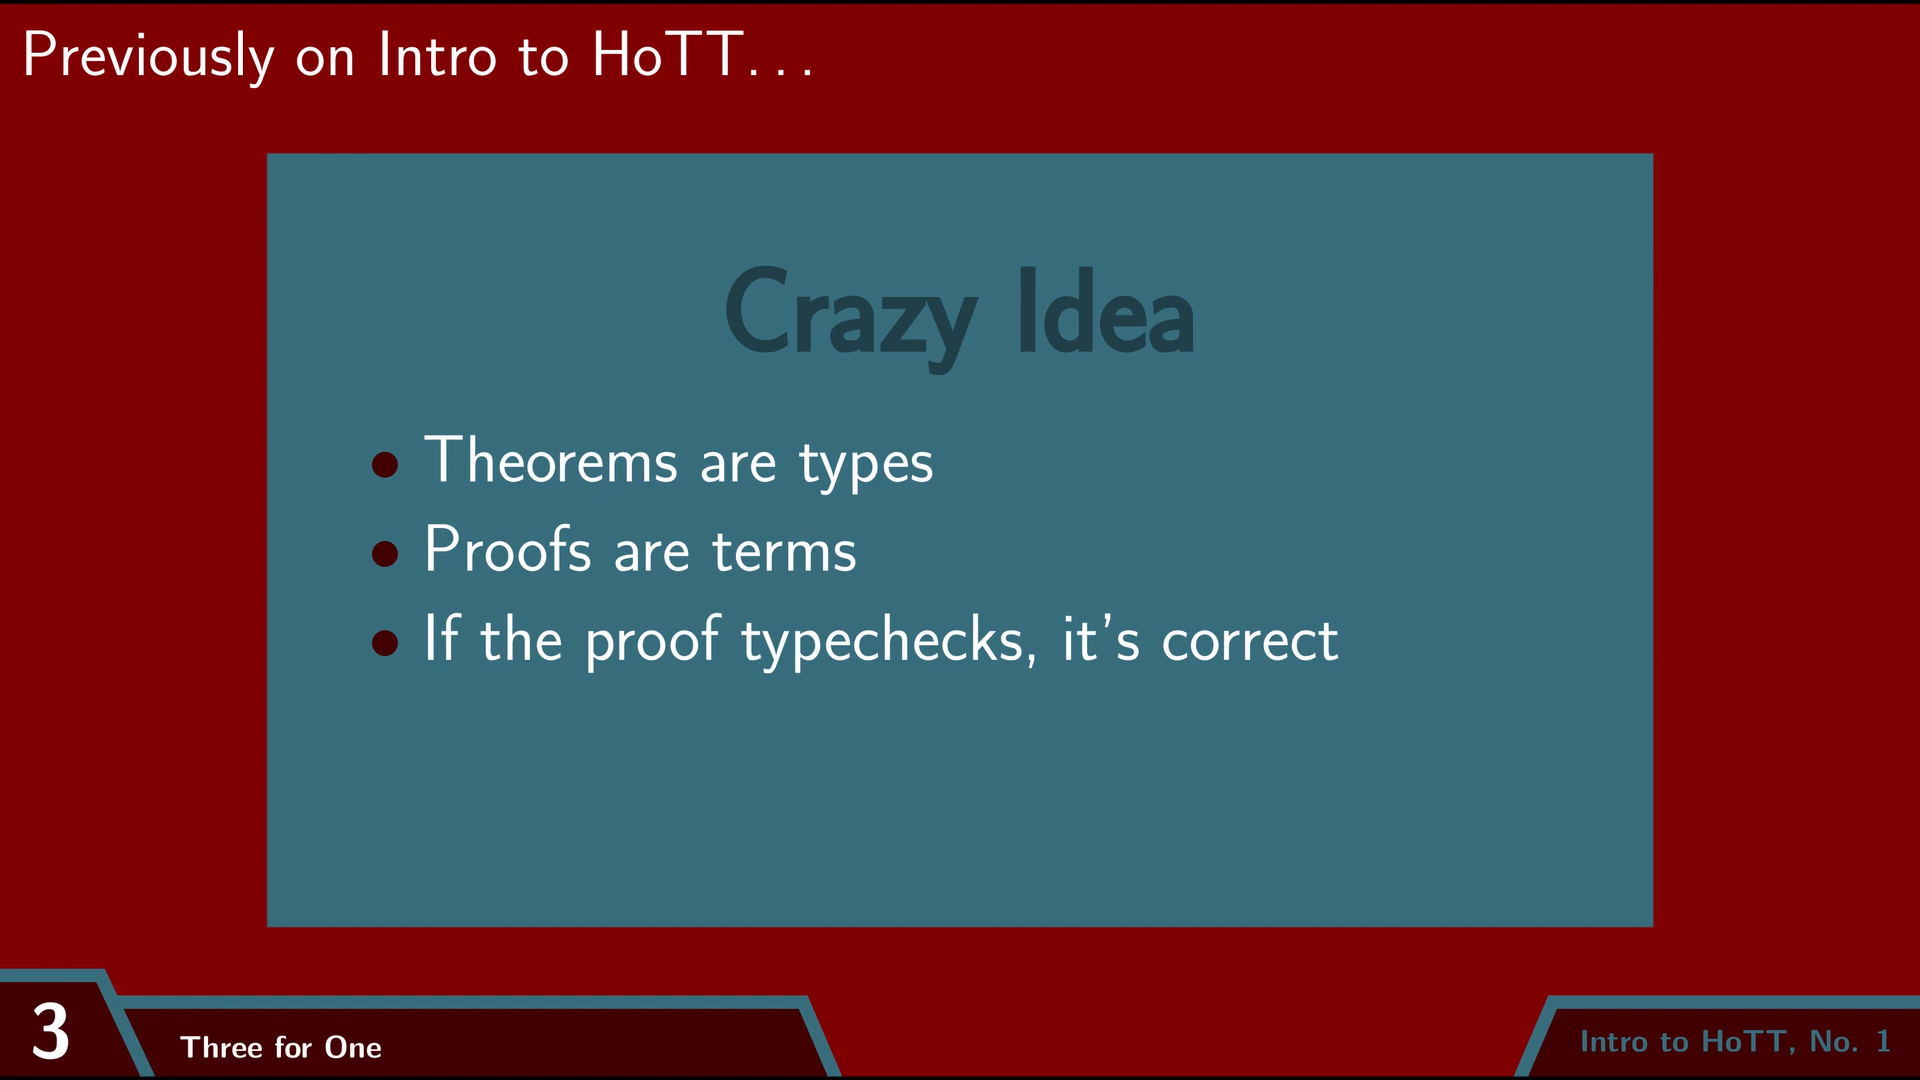 Previously on Intro to HoTT...
Crazy Idea
• Theorems are types
• Proofs are terms
• If the proof typechecks, it's correct
3
Three for One
Intro to HoTT, No. 1